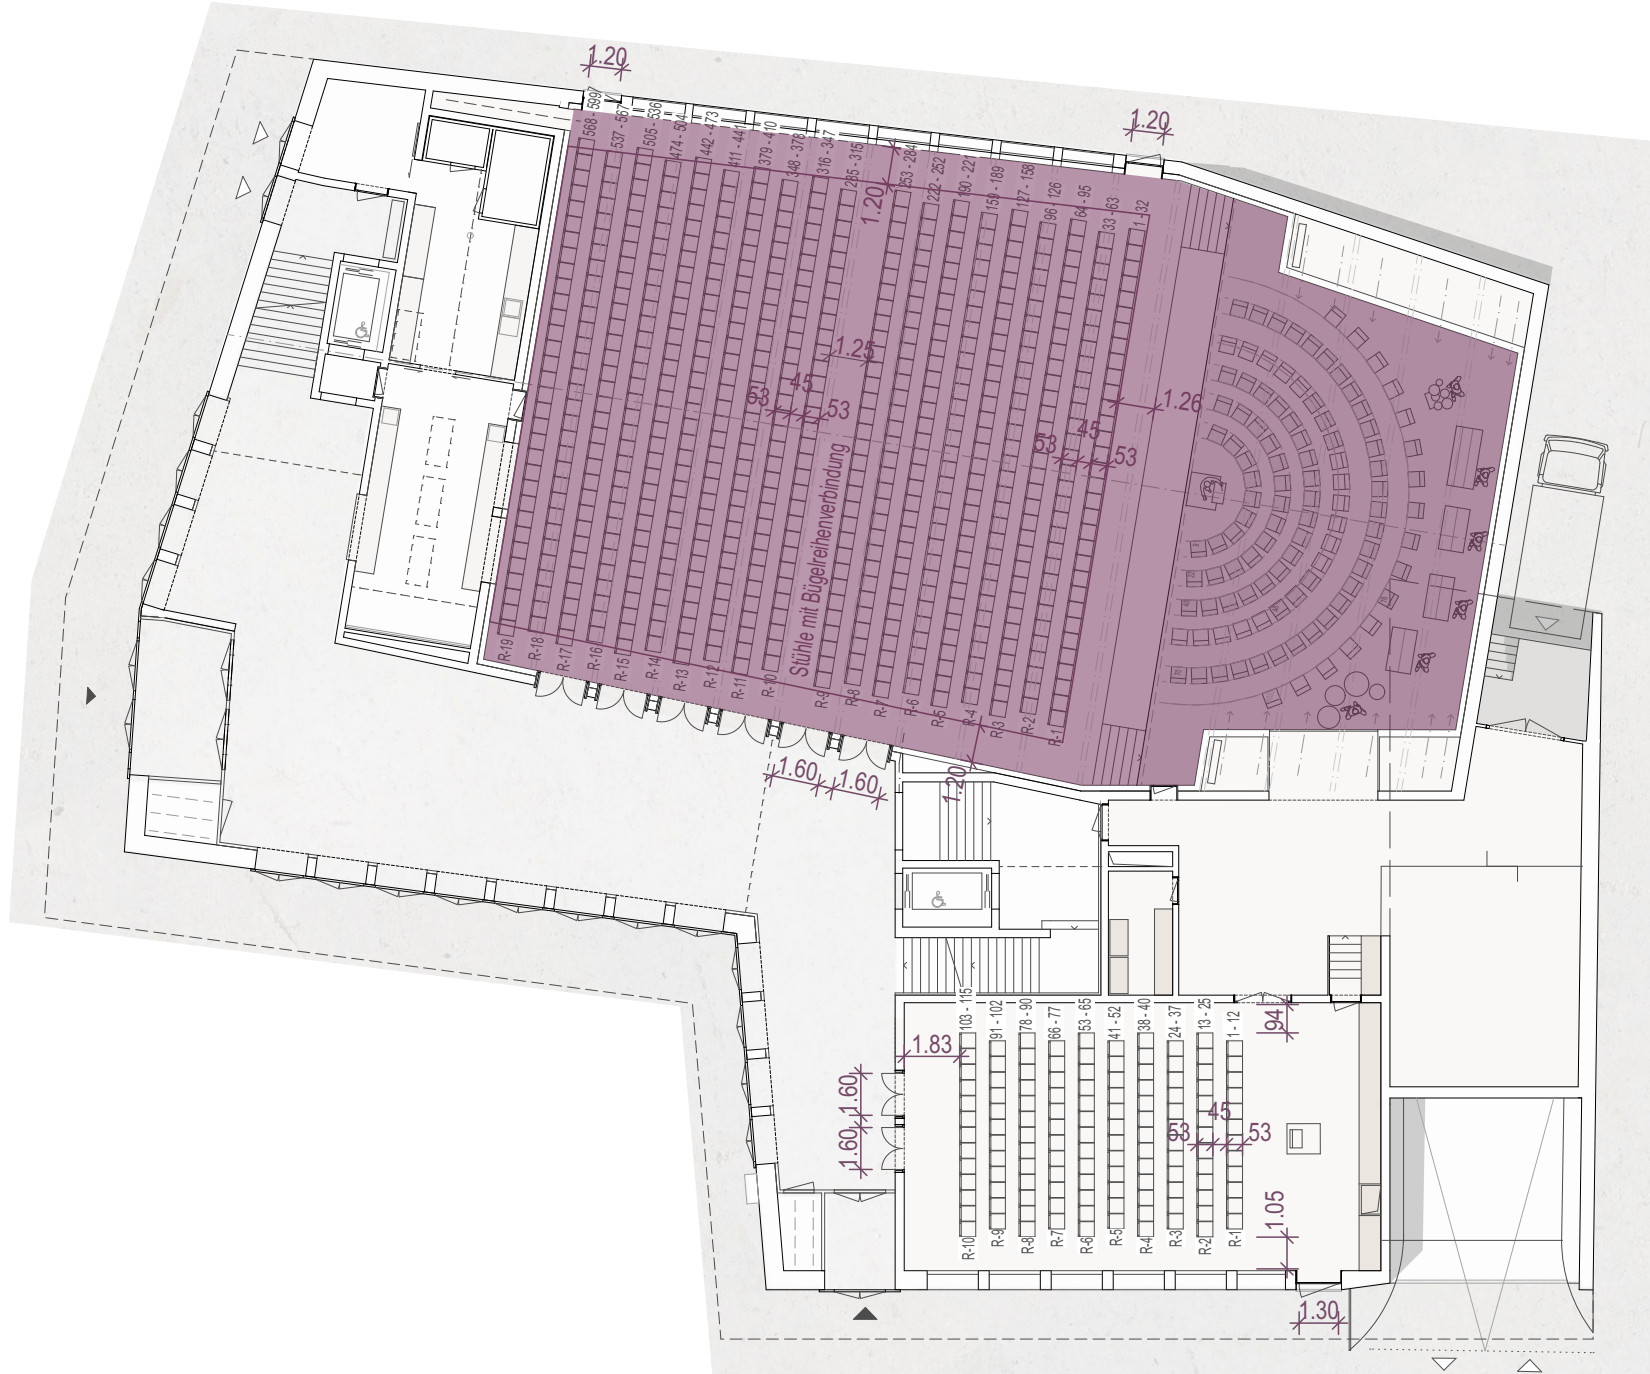 1.20
1.20
568 - 599
537 - 567
505 - 536
474 - 504
442 - 473
411 - 441
379 - 410
348 - 378
316 - 347
285 - 315
253 - 284
222 - 252
190 - 221
159 - 189
127 - 158
96 - 126
64 - 95
33 - 63
1 - 32
1.20
1.25
53
45
53
1.26
53
45
53
Stühle mit Bügelreihenverbindung
R-19
R-18
R-17
R-16
R-15
R-14
R-13
R-12
R-11
R-10
R-9
R-8
R-7
R-6
R-5
R-4
R-3
R-2
R-1
1.60
1.60
1.20
103 - 115
91 - 102
78 - 90
66 - 77
53 - 65
41 - 52
38 - 40
24 - 37
13 - 25
1 - 12
94
1.83
1.60
1.60
53
45
53
1.05
R-10
R-9
R-8
R-7
R-6
R-5
R-4
R-3
R-2
R-1
1.30